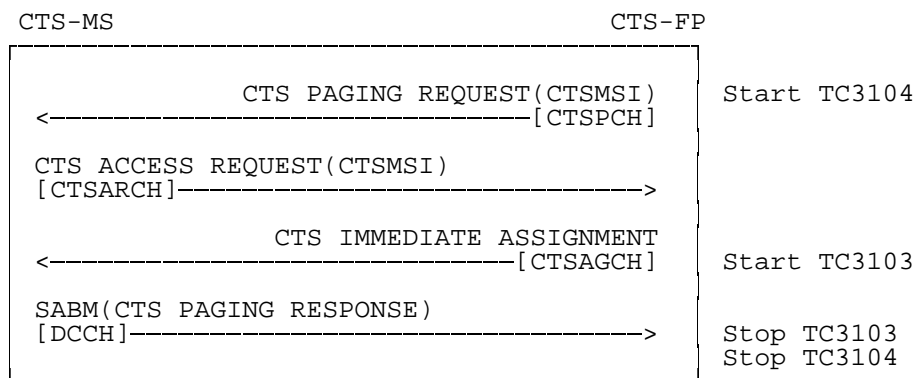 CTS-MS CTS-FP
CTS PAGING REQUEST(CTSMSI) Start TC3104
[CTSPCH]
CTS ACCESS REQUEST(CTSMSI)
[CTSARCH]
CTS IMMEDIATE ASSIGNMENT
[CTSAGCH] Start TC3103
SABM(CTS PAGING RESPONSE)
[DCCH] Stop TC3103
Stop TC3104